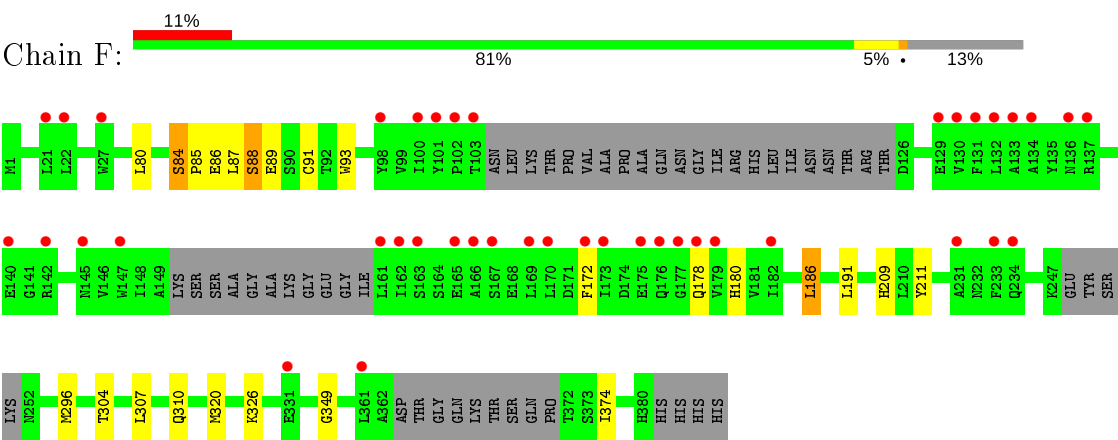 11%
Chain F:
81% 5% • 13%
M1 L21 L22 W27 L80 S84 P85 E86 L87 S88 E89 S90 C91 T92 W93 Y98 V99 I100 Y101 P102 T103 ASN LEU LYS THR PRO VAL ALA PRO ALA GLN ASN GLY ILE ARG HIS LEU ILE ASN ASN THR ARG THR D126 E129 V130 F131 L132 A133 A134 Y135 N136 R137
E140 G141 R142 N145 V146 W147 I148 A149 LYS SER SER ALA GLY ALA LYS GLY GLU GLY ILE L161 I162 S163 S164 E165 A166 S167 E168 L169 L170 D171 F172 I173 D174 E175 Q176 G177 Q178 V179 H180 V181 I182 L186 L191 H209 L210 Y211 A231 N232 F233 Q234 K247 GLU TYR SER
LYS N252 M296 T304 L307 Q310 M320 K326 E331 G349 L361 A362 ASP THR GLY GLN LYS THR SER GLN PRO T372 S373 I374 H380 HIS HIS HIS HIS